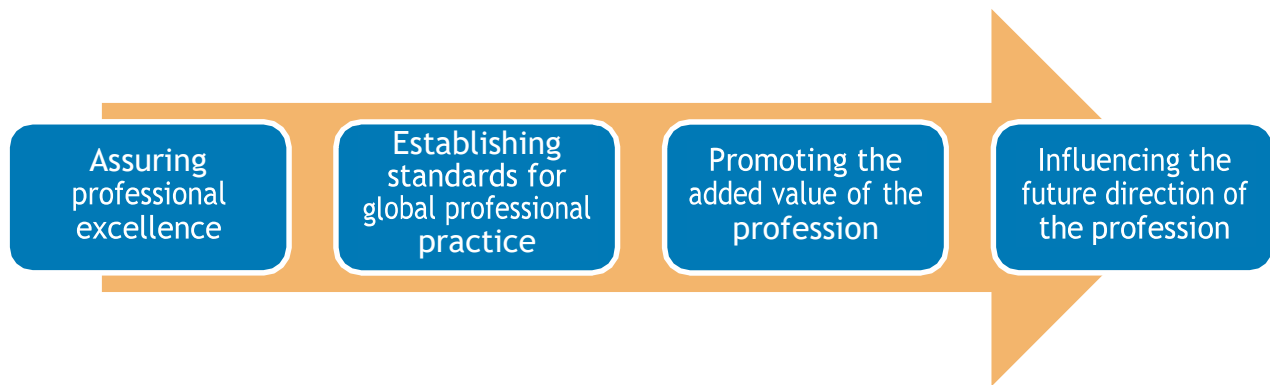 Assuring
professional
excellence
Establishing
standards for
global professional
practice
Promoting the
added value of the
profession
Influencing the
future direction of
the profession